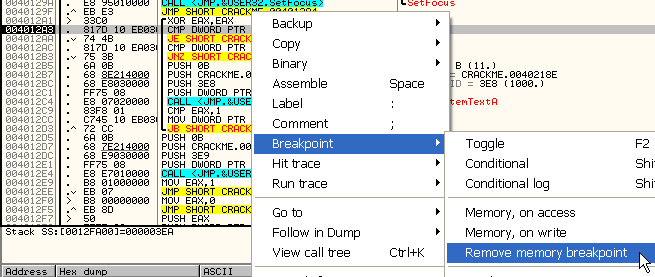 0040129A . E8 95010000 CALL <JMP.&USER32.SetFocus> SetFocus
0040129F .^ EB E3 JMP SHORT CRACKME.00401284
004012A1 33C0 XOR EAX,EAX
004012A3 . 817D 10 EB030 CMP DWORD PTR
004012AA .v 74 4B JE SHORT CRACK
004012AC . 817D 10 EA030 CMP DWORD PTR
004012B3 .v 75 3B JNZ SHORT CRAC
004012B5 . 6A 0B PUSH 0B B (11.)
004012B7 . 68 8E214000 PUSH CRACKME.0 = CRACKME.0040218E
004012BC . 68 E8030000 PUSH 3E8 ID = 3E8 (1000.)
004012C1 . FF75 08 PUSH DWORD PTR
004012C4 . E8 07020000 CALL <JMP.&USE temTextA
004012C9 . 83F8 01 CMP EAX,1
004012CC . C745 10 EB030 MOV DWORD PTR
004012D3 .^ 72 CC JB SHORT CRACK
004012D5 . 6A 0B PUSH 0B
004012D7 . 68 7E214000 PUSH CRACKME.0
004012DC . 68 E9030000 PUSH 3E9
004012E1 . FF75 08 PUSH DWORD PTR
004012E4 . E8 E7010000 CALL <JMP.&USE
004012E9 . B8 01000000 MOV EAX,1
004012EE . EB 07 JMP SHORT CRAC
004012F0 > B8 00000000 MOV EAX,0
004012F5 .^ EB 8D JMP SHORT CRAC
004012F7 > 50 PUSH EAX
Stack SS:[0012FA00]=000003EA
Address Hex dump ASCII
Backup
Copy
Binary
Assemble Space
Label :
Comment ;
Breakpoint
Hit trace
Run trace
Go to
Follow in Dump
View call tree Ctrl+K
Toggle F2
Conditional Shi
Conditional log Shi
Memory, on access
Memory, on write
Remove memory breakpoint